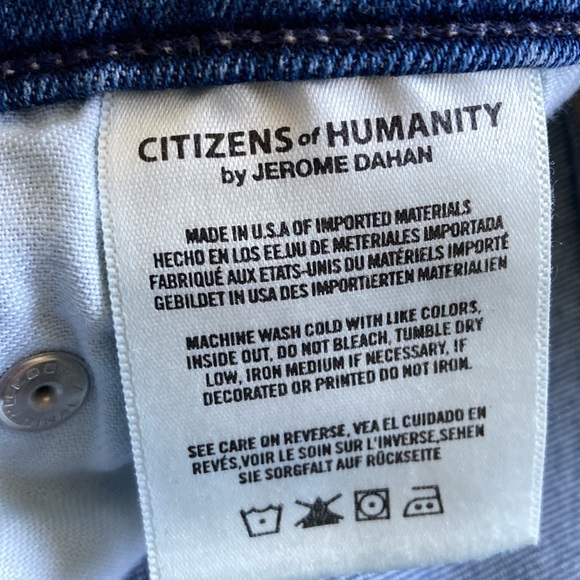 CITIZENS of HUMANITY
by JEROME DAHAN
MADE IN U.S.A OF IMPORTED MATERIALS
HECHO EN LOS EE.UU DE METERIALES IMPORTADA
FABRIQUÉ AUX ETATS-UNIS DU MATÉRIELS IMPORTÉ
GEBILDET IN USA DES IMPORTIERTEN MATERIALIEN
MACHINE WASH COLD WITH LIKE COLORS,
INSIDE OUT, DO NOT BLEACH, TUMBLE DRY
LOW, IRON MEDIUM IF NECESSARY, IF
DECORATED OR PRINTED DO NOT IRON.
SEE CARE ON REVERSE, VEA EL CUIDADO EN
REVÉS,VOIR LE SOIN SUR L'INVERSE,SEHEN
SIE SORGFALT AUF RÜCKSEITE